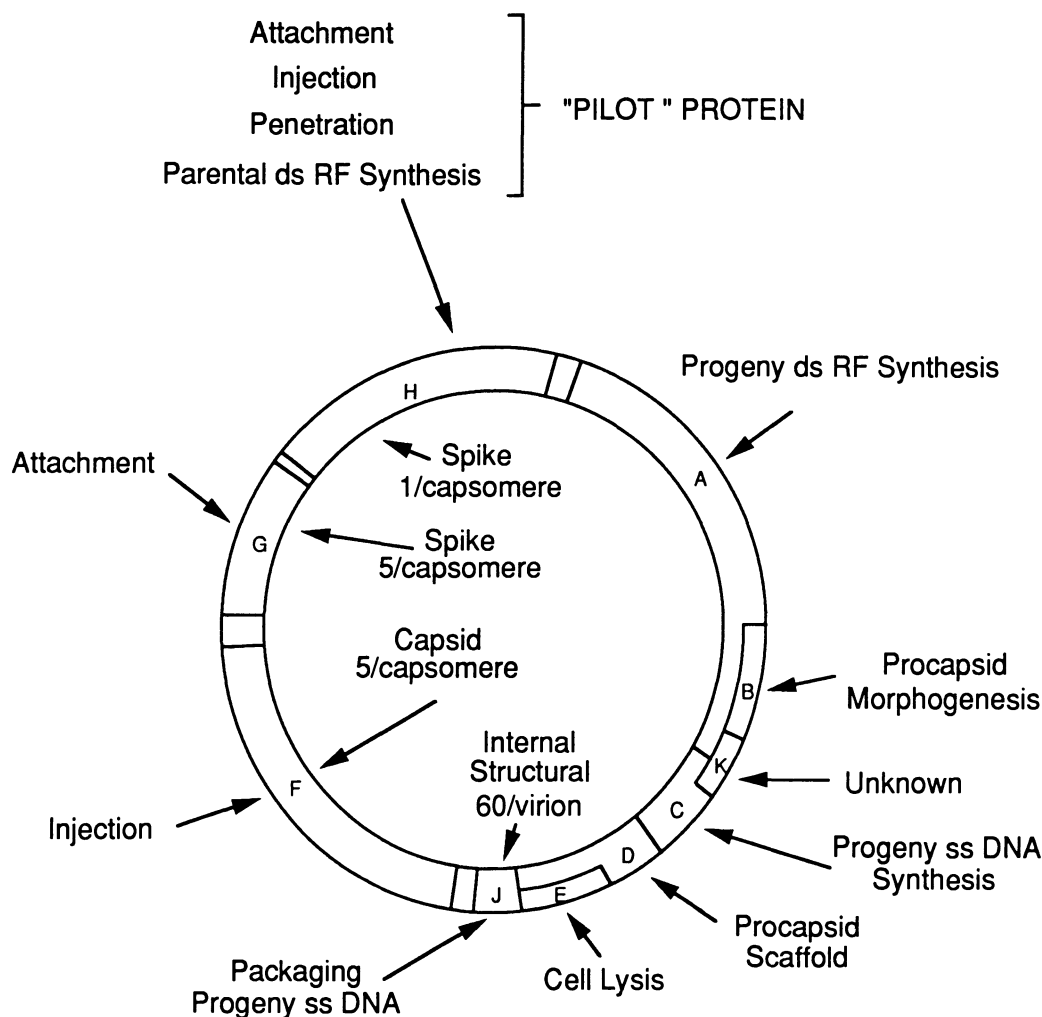 Attachment
Injection
Penetration
Parental ds RF Synthesis
"PILOT " PROTEIN
H
Progeny ds RF Synthesis
A
Attachment
Spike
1/capsomere
G
Spike
5/capsomere
Capsid
5/capsomere
B
Procapsid
Morphogenesis
Internal
Structural
60/virion
K
Unknown
F
C
Injection
Progeny ss DNA
Synthesis
D
J
E
Procapsid
Scaffold
Cell Lysis
Packaging
Progeny ss DNA